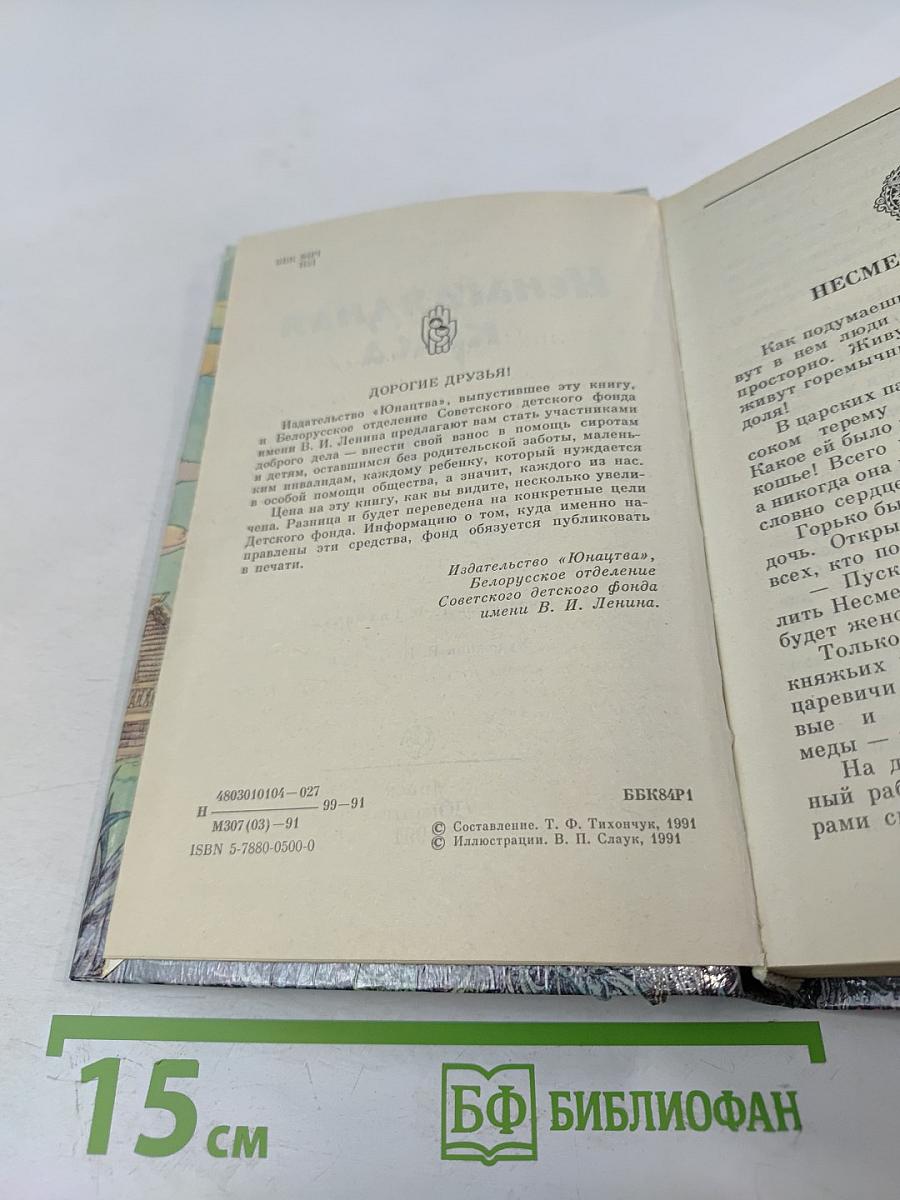 ББК 84Р1
Н51
ДОРОГИЕ ДРУЗЬЯ!
Издательство «Юнацтва», выпустившее эту книгу,
и Белорусское отделение Советского детского фонда
имени В. И. Ленина предлагают вам стать участниками
доброго дела — внести свой взнос в помощь сиротам
и детям, оставшимся без родительской заботы, малень-
ким инвалидам, каждому ребенку, который нуждается
в особой помощи общества, а значит, каждого из нас.
Цена на эту книгу, как вы видите, несколько увели-
чена. Разница и будет переведена на конкретные цели
Детского фонда. Информацию о том, куда именно на-
правлены эти средства, фонд обязуется публиковать
в печати.
Издательство «Юнацтва»,
Белорусское отделение
Советского детского фонда
имени В. И. Ленина.
4803010104—027
Н 99—91
М307(03)—91
ISBN 5-7880-0500-0
ББК84Р1
© Составление. Т. Ф. Тихончук, 1991
© Иллюстрации. В. П. Слаук, 1991
НЕСМЕ
Как подумаешь
вут в нем люди
просторно. Живу
живут горемычн
доля!
В царских па
соком терему
Какое ей было
кошье! Всего
а никогда она
словно сердце
Горько бы
дочь. Откры
всех, кто по
— Пуск
лить Несме
будет жено
Только
княжьих
царевичи
вые и
меды —
На д
ный раб
рами с
15 см
БФ БИБЛИОФАН